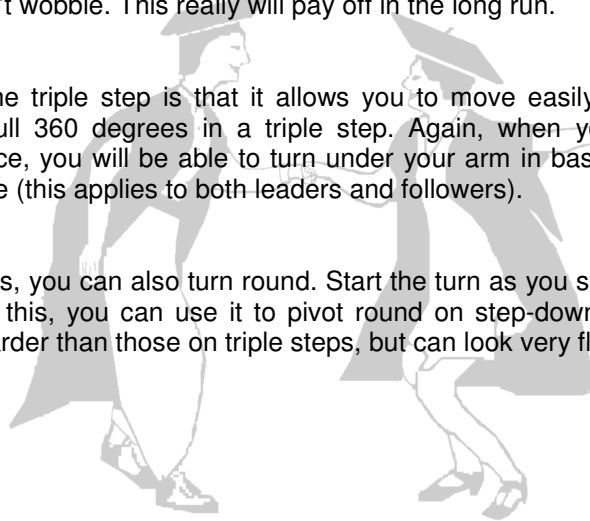 't wobble. This really will pay off in the long run.
ne triple step is that it allows you to move easily
ull 360 degrees in a triple step. Again, when y
ce, you will be able to turn under your arm in bas
e (this applies to both leaders and followers).
s, you can also turn round. Start the turn as you s
this, you can use it to pivot round on step-down
arder than those on triple steps, but can look very fl